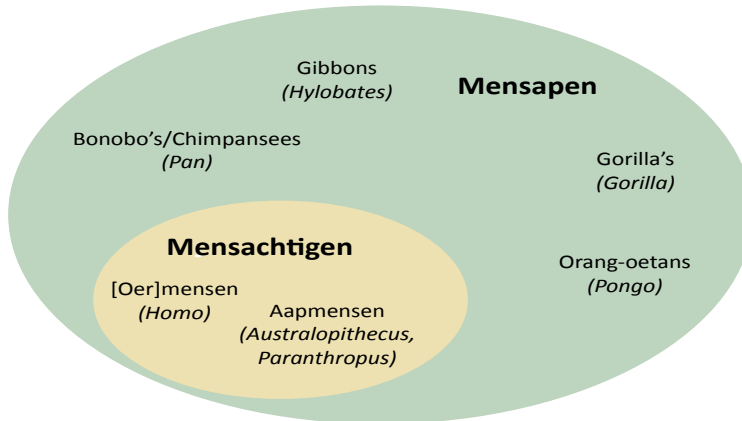 Gibbons
(Hylobates)
Mensapen
Bonobo's/Chimpansees
(Pan)
Gorilla's
(Gorilla)
Mensachtigen
[Oer]mensen
(Homo)
Aapmensen
(Australopithecus,
Paranthropus)
Orang-oetans
(Pongo)